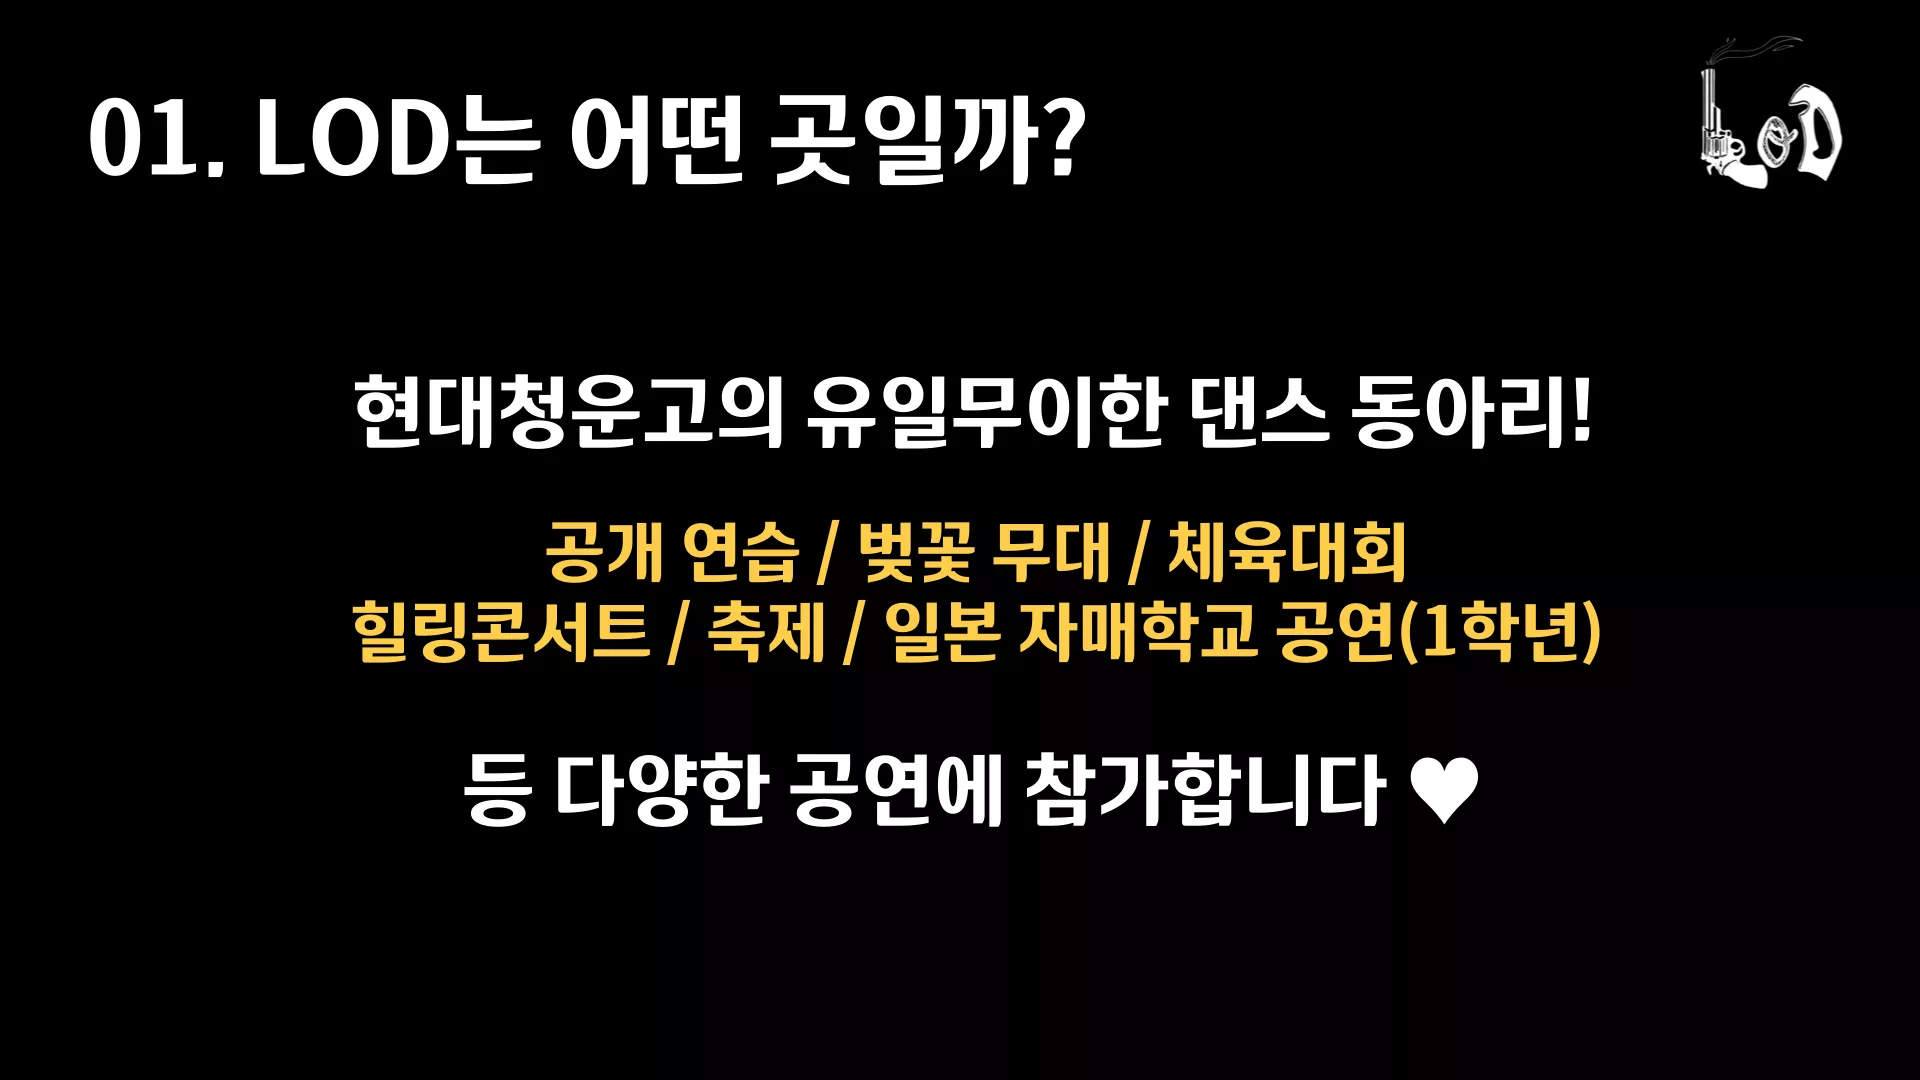 01. LOD는 어떤 곳일까?
LOD
현대청운고의 유일무이한 댄스 동아리!
공개 연습 / 벚꽃 무대 / 체육대회
힐링콘서트 / 축제 / 일본 자매학교 공연(1학년)
등 다양한 공연에 참가합니다 ♥